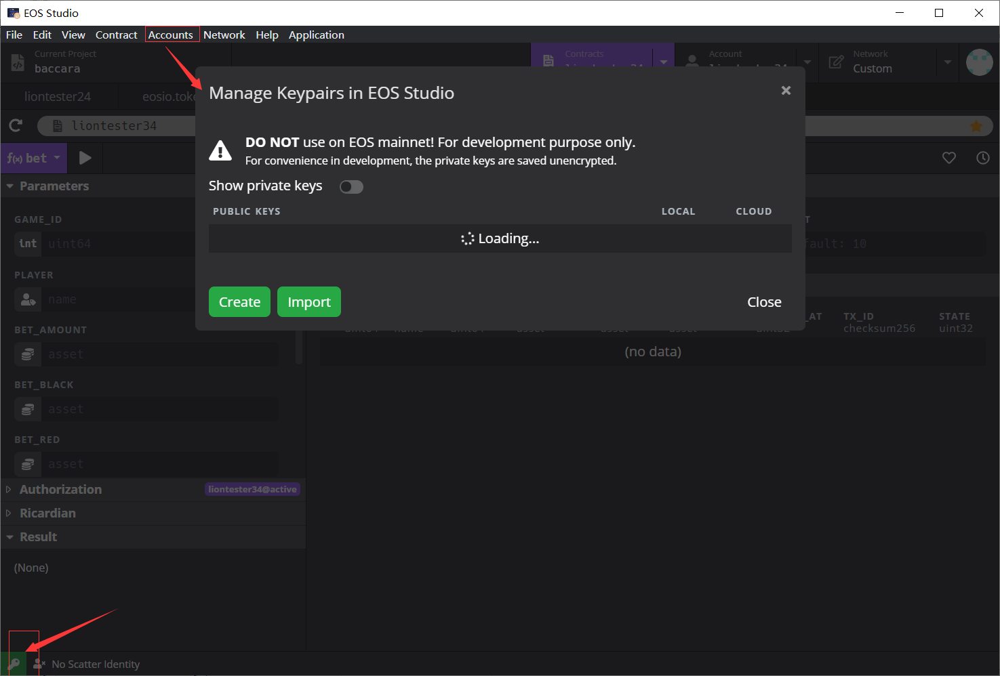 EOS Studio
File Edit View Contract Accounts Network Help Application
Current Project
baccara
Contracts
Account
Network
Custom
liontester24
liontester34
bet
Parameters
GAME_ID
int uint64
PLAYER
name
BET_AMOUNT
asset
BET_BLACK
asset
BET_RED
asset
Authorization liontester34@active
Ricardian
Result
(None)
No Scatter Identity
Manage Keypairs in EOS Studio
DO NOT use on EOS mainnet! For development purpose only.
For convenience in development, the private keys are saved unencrypted.
Show private keys
PUBLIC KEYS LOCAL CLOUD
Loading...
Create Import Close
10
TX_ID STATE
checksum256 uint32
(no data)